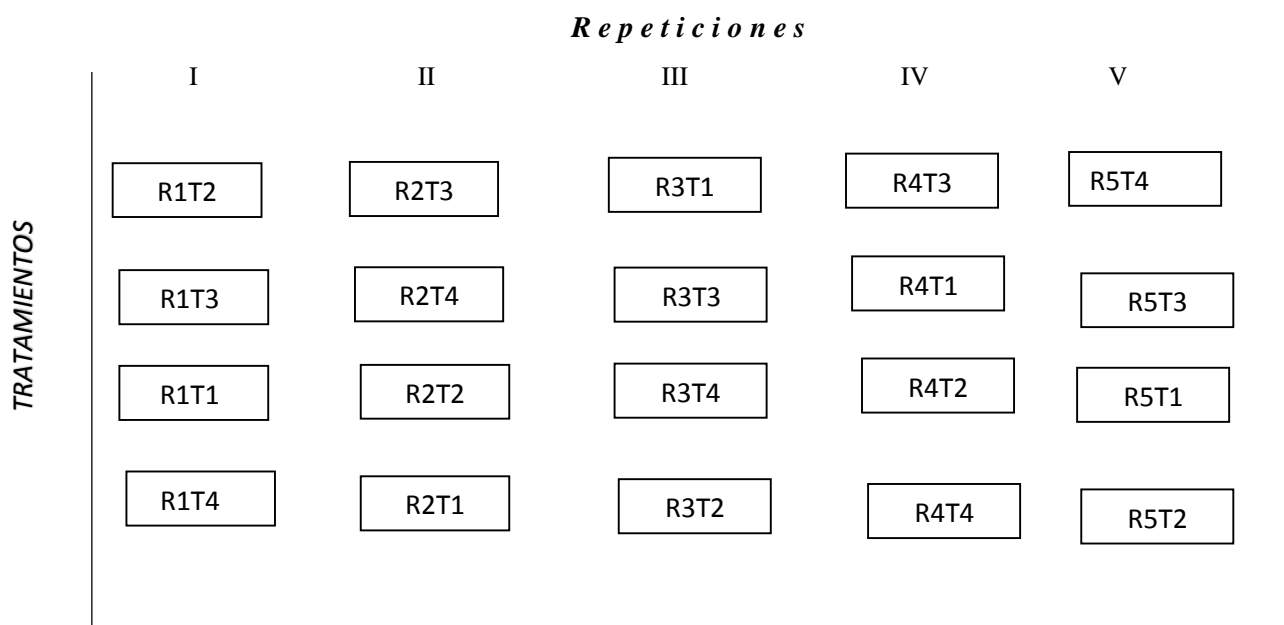 Repeticiones
I II III IV V
TRATAMIENTOS
R1T2 R2T3 R3T1 R4T3 R5T4
R1T3 R2T4 R3T3 R4T1 R5T3
R1T1 R2T2 R3T4 R4T2 R5T1
R1T4 R2T1 R3T2 R4T4 R5T2